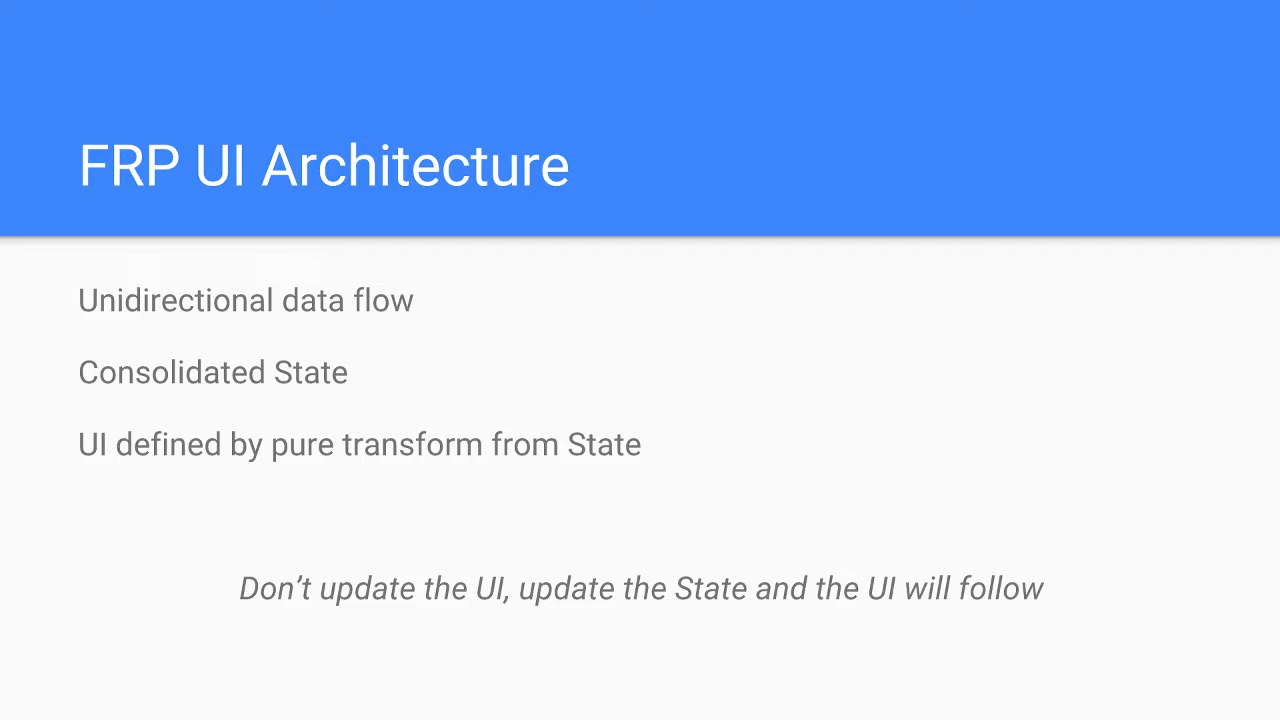 FRP UI Architecture
Unidirectional data flow
Consolidated State
UI defined by pure transform from State
Don’t update the UI, update the State and the UI will follow